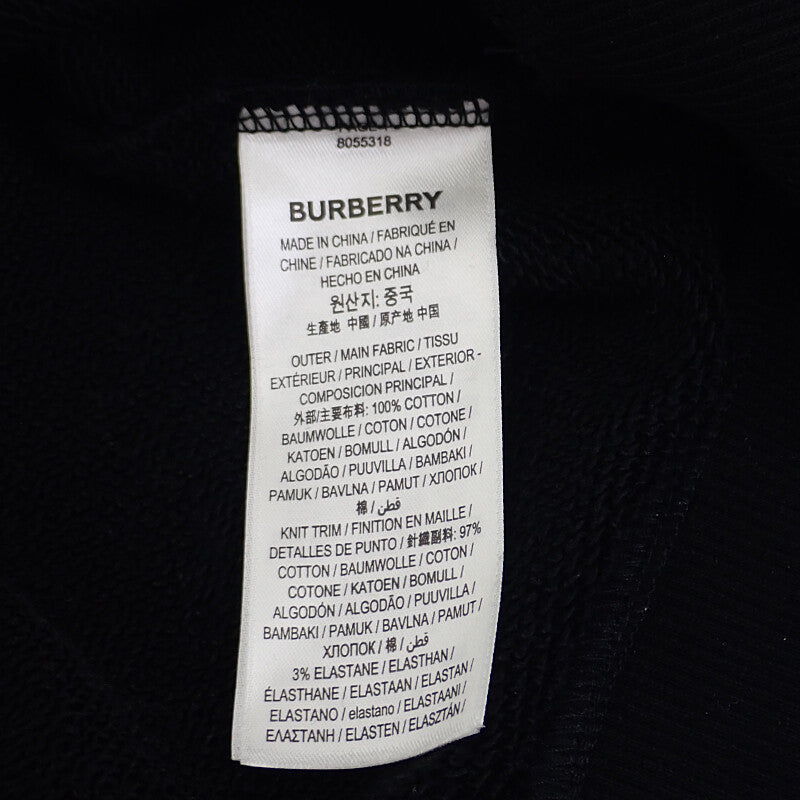 8055318
BURBERRY
MADE IN CHINA / FABRIQUÉ EN
CHINE / FABRICADO NA CHINA /
HECHO EN CHINA
원산지: 중국
生產地 中國 / 原产地 中国
OUTER / MAIN FABRIC / TISSU
EXTÉRIEUR / PRINCIPAL / EXTERIOR -
COMPOSICION PRINCIPAL /
外部/主要布料: 100% COTTON /
BAUMWOLLE / COTON / COTONE /
KATOEN / BOMULL / ALGODÓN /
ALGODÃO / PUUVILLA / BAMBAKI /
PAMUK / BAVLNA / PAMUT / ХЛОПОК /
棉 / قطن
KNIT TRIM / FINITION EN MAILLE /
DETALLES DE PUNTO / 針織副料: 97%
COTTON / BAUMWOLLE / COTON /
COTONE / KATOEN / BOMULL /
ALGODÓN / ALGODÃO / PUUVILLA /
BAMBAKI / PAMUK / BAVLNA / PAMUT /
ХЛОПОК / 棉 / قطن
3% ELASTANE / ELASTHAN /
ÉLASTHANE / ELASTAAN / ELASTAN /
ELASTANO / elastano / ELASTAANI /
ΕΛΑΣΤΑΝΗ / ELASTEN / ELASZTÁN /